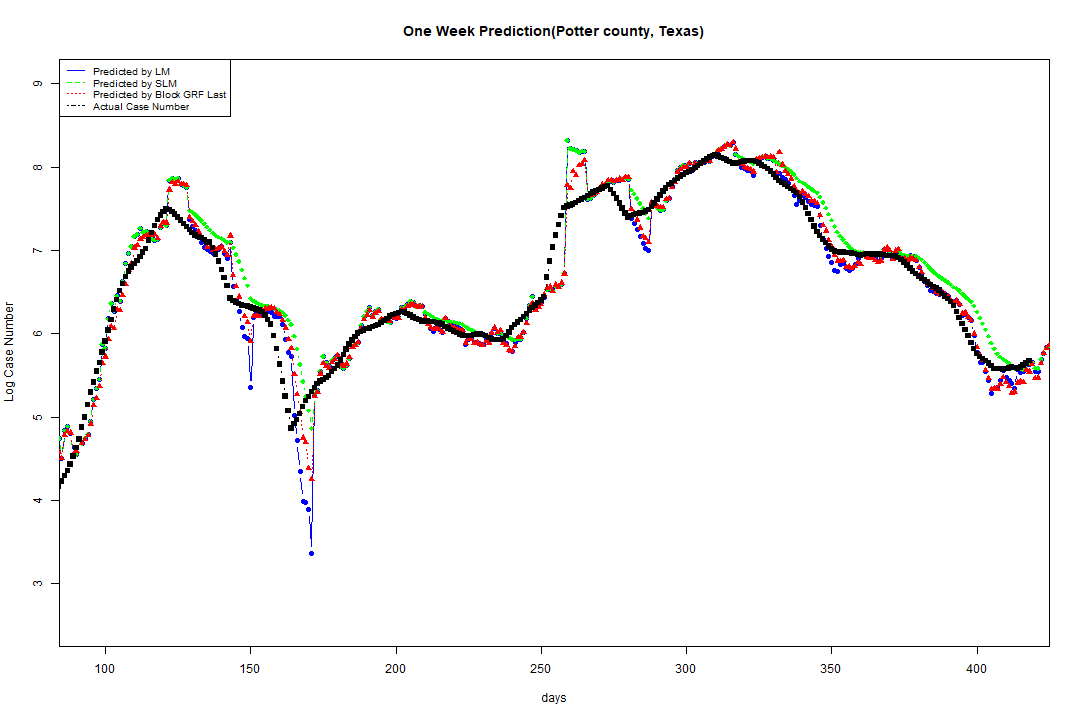 One Week Prediction(Potter county, Texas)
Predicted by LM
Predicted by SLM
Predicted by Block GRF Last
Actual Case Number
9
8
7
6
5
4
3
Log Case Number
100 150 200 250 300 350 400
days